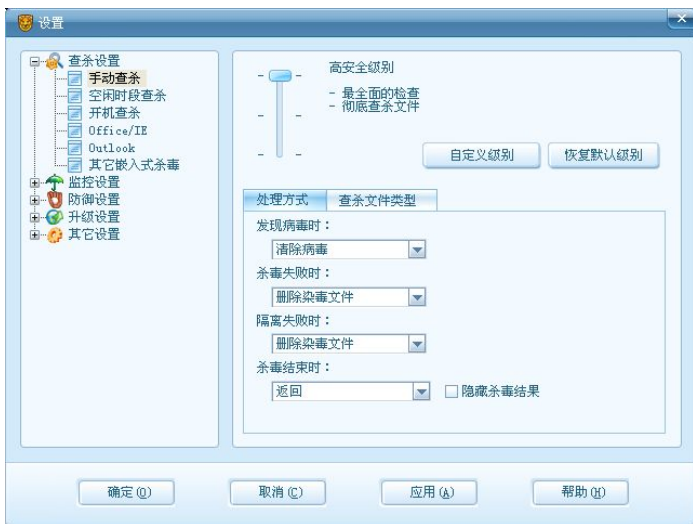 设置
查杀设置
手动查杀
空闲时段查杀
开机查杀
Office/IE
Outlook
其它嵌入式杀毒
监控设置
防御设置
升级设置
其它设置
高安全级别
- 最全面的检查
- 彻底查杀文件
自定义级别
恢复默认级别
处理方式
查杀文件类型
发现病毒时：
清除病毒
杀毒失败时：
删除染毒文件
隔离失败时：
删除染毒文件
杀毒结束时：
返回
隐藏杀毒结果
确定(O)
取消(C)
应用(A)
帮助(H)